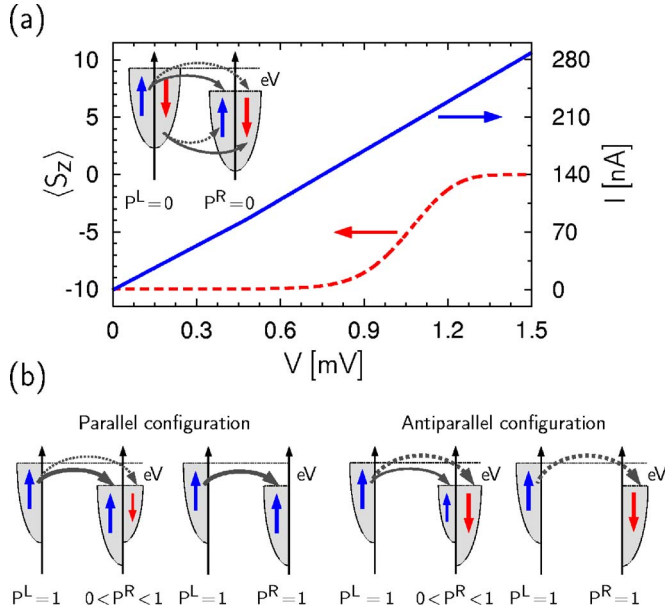 (a)
10
5
0
-5
-10
⟨S_z⟩
280
210
140
70
0
I [nA]
eV
P^L=0 P^R=0
0 0.3 0.6 0.9 1.2 1.5
V [mV]
(b)
Parallel configuration Antiparallel configuration
eV eV eV eV
P^L=1 0<P^R<1 P^L=1 P^R=1 P^L=1 0<P^R<1 P^L=1 P^R=1